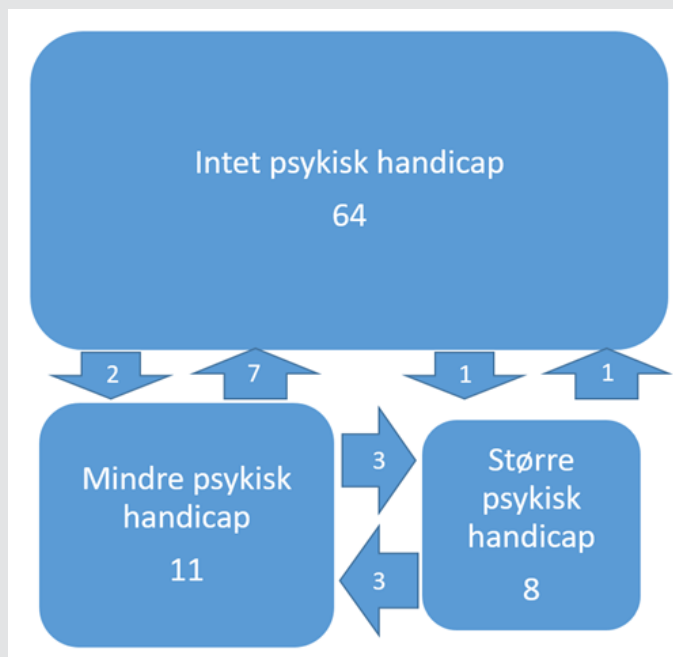 Intet psykisk handicap
64
2
7
1
1
Mindre psykisk
handicap
11
3
3
Større
psykisk
handicap
8